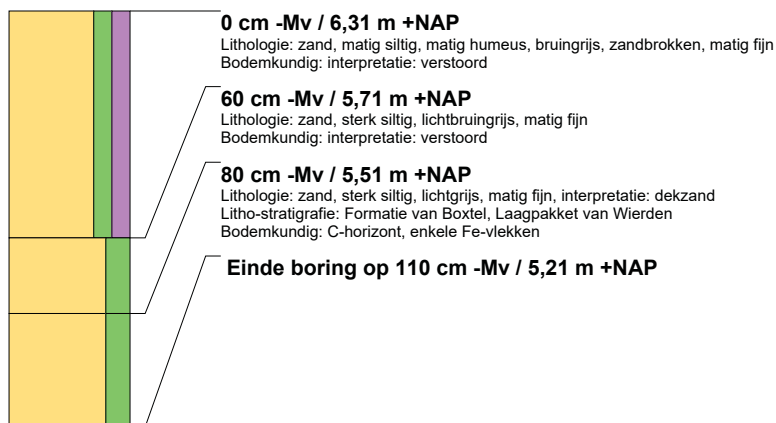 0 cm -Mv / 6,31 m +NAP
Lithologie: zand, matig siltig, matig humeus, bruingrijs, zandbrokken, matig fijn
Bodemkundig: interpretatie: verstoord
60 cm -Mv / 5,71 m +NAP
Lithologie: zand, sterk siltig, lichtbruingrijs, matig fijn
Bodemkundig: interpretatie: verstoord
80 cm -Mv / 5,51 m +NAP
Lithologie: zand, sterk siltig, lichtgrijs, matig fijn, interpretatie: dekzand
Litho-stratigrafie: Formatie van Boxtel, Laagpakket van Wierden
Bodemkundig: C-horizont, enkele Fe-vlekken
Einde boring op 110 cm -Mv / 5,21 m +NAP